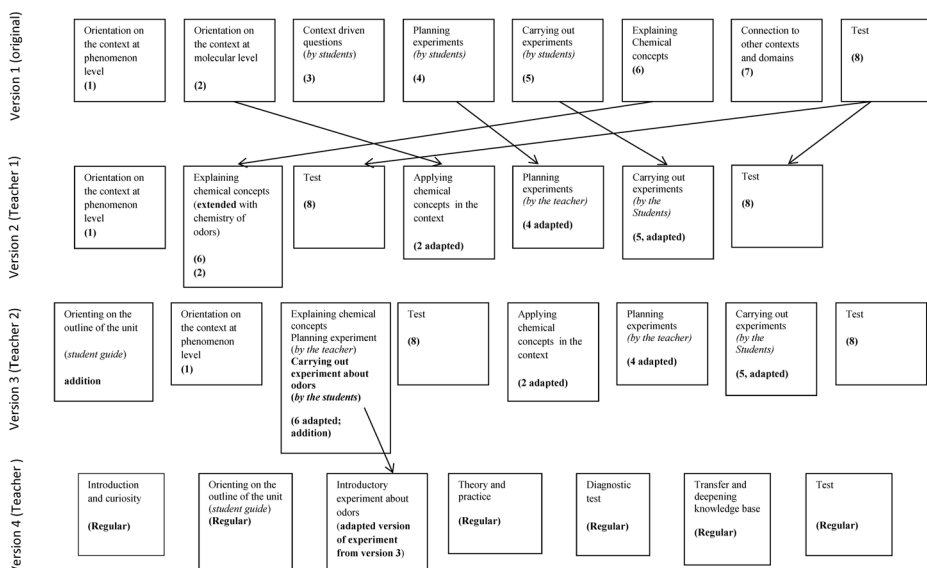 Version 1 (original)
Orientation on
the context at
phenomenon
level
(1)
Orientation on
the context at
molecular level
(2)
Context driven
questions
(by students)
(3)
Planning
experiments
(by students)
(4)
Carrying out
experiments
(by students)
(5)
Explaining
Chemical
concepts
(6)
Connection to
other contexts
and domains
(7)
Test
(8)
Version 2 (Teacher 1)
Orientation on
the context at
phenomenon
level
(1)
Explaining
chemical concepts
(extended with
chemistry of
odors)
(6)
(2)
Test
(8)
Applying
chemical
concepts in the
context
(2 adapted)
Planning
experiments
(by the teacher)
(4 adapted)
Carrying out
experiments
(by the
Students)
(5, adapted)
Test
(8)
Version 3 (Teacher 2)
Orienting on the
outline of the unit
(student guide)
addition
Orientation on
the context at
phenomenon
level
(1)
Explaining chemical
concepts
Planning experiment
(by the teacher)
Carrying out
experiment about
odors
(by the students)
(6 adapted;
addition)
Test
(8)
Applying
chemical
concepts in the
context
(2 adapted)
Planning
experiments
(by the teacher)
(4 adapted)
Carrying out
experiments
(by the
Students)
(5, adapted)
Test
(8)
Version 4 (Teacher )
Introduction
and curiosity
(Regular)
Orienting on the
outline of the unit
(student guide)
(Regular)
Introductory
experiment about
odors
(adapted version
of experiment
from version 3)
Theory and
practice
(Regular)
Diagnostic
test
(Regular)
Transfer and
deepening
knowledge base
(Regular)
Test
(Regular)